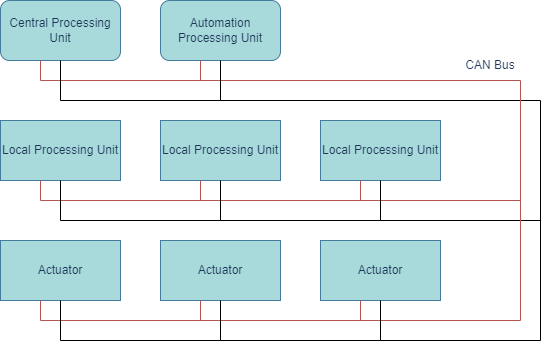 Central Processing
Unit
Automation
Processing Unit
CAN Bus
Local Processing Unit
Local Processing Unit
Local Processing Unit
Actuator
Actuator
Actuator